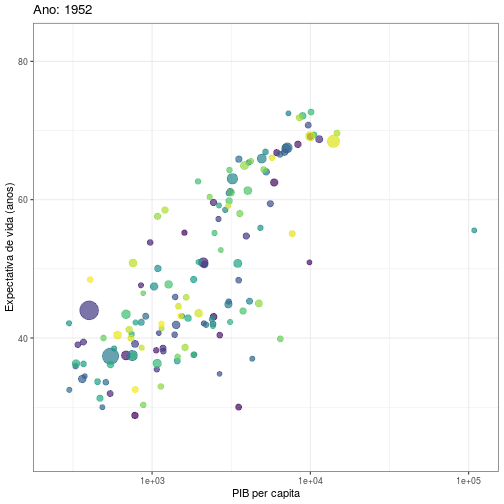 Ano: 1952
80
60
40
Expectativa de vida (anos)
1e+03 1e+04 1e+05
PIB per capita